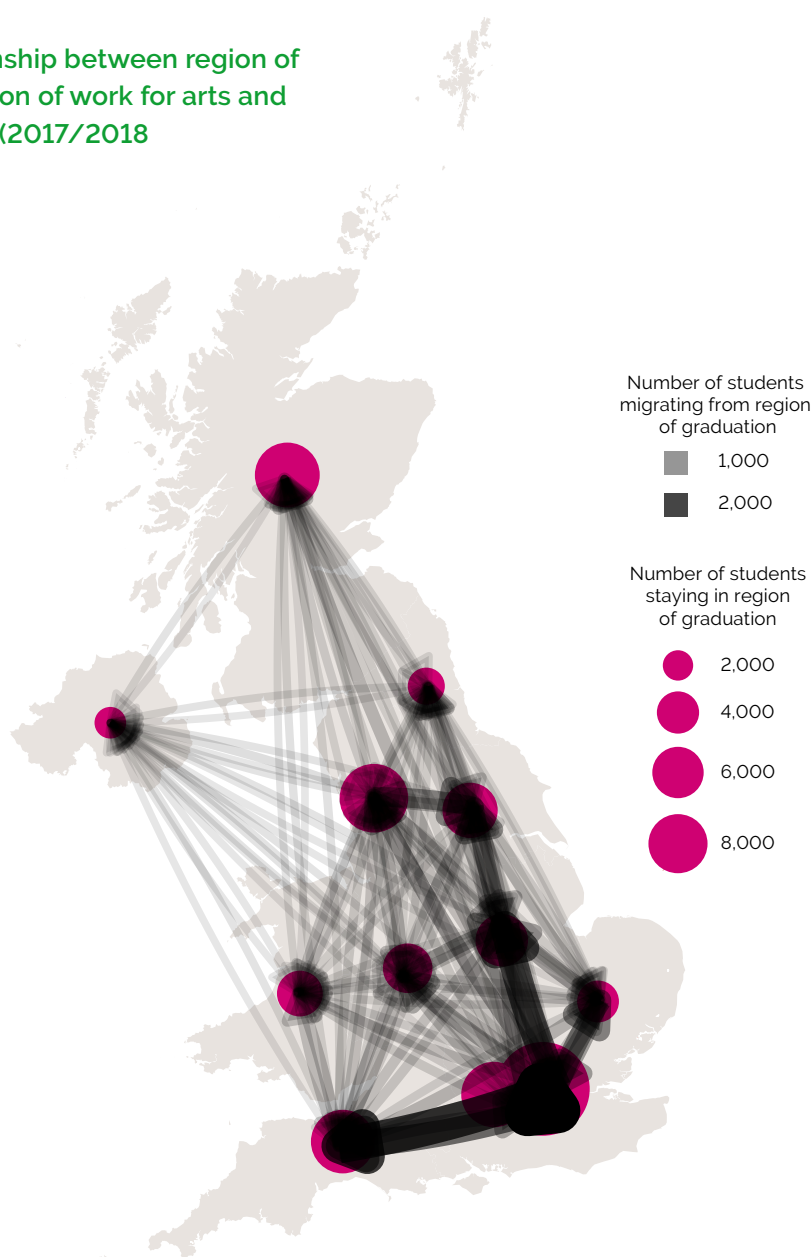 nship between region of
on of work for arts and
(2017/2018
Number of students
migrating from region
of graduation
1,000
2,000
Number of students
staying in region
of graduation
2,000
4,000
6,000
8,000